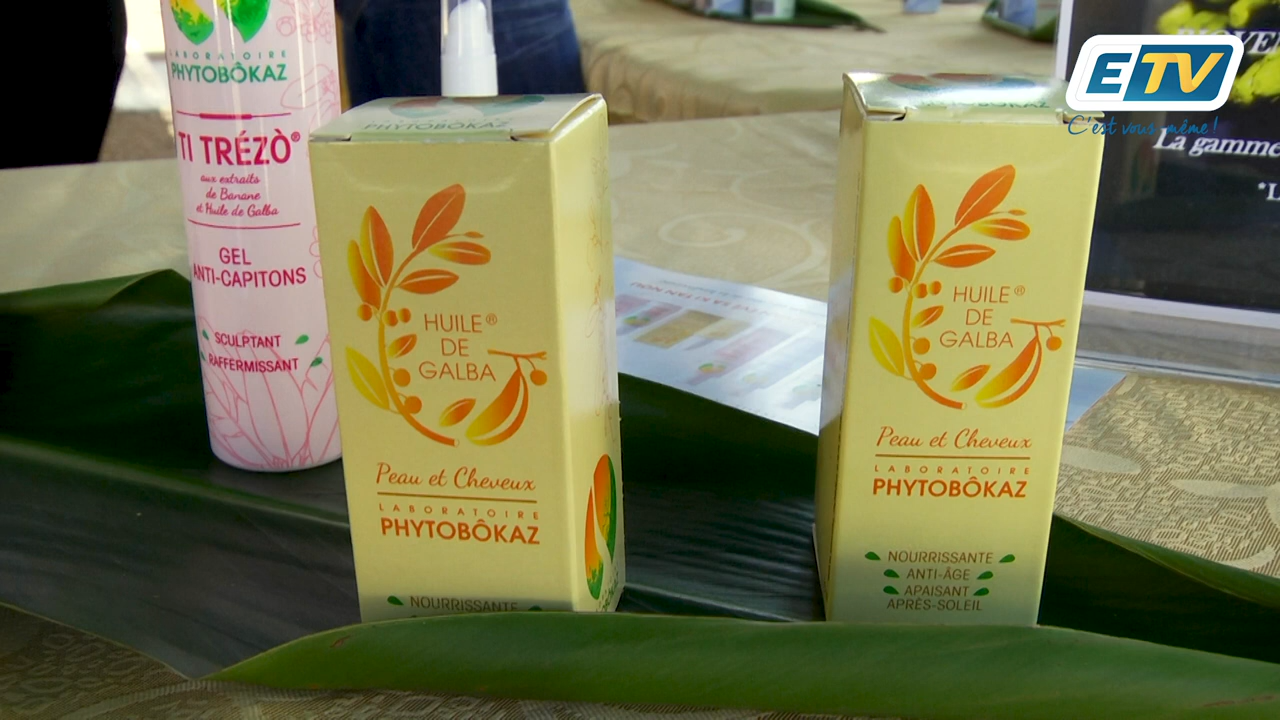 LABORATOIRE
PHYTOBÔKAZ
TI TRÉZÒ®
aux extraits
de Banane
et Huile de Galba
GEL
ANTI-CAPITONS
SCULPTANT
RAFFERMISSANT
PHYTOBÔKAZ
HUILE®
DE
GALBA
Peau et Cheveux
LABORATOIRE
PHYTOBÔKAZ
NOURRISSANTE
HUILE®
DE
GALBA
Peau et Cheveux
LABORATOIRE
PHYTOBÔKAZ
NOURRISSANTE
ANTI-ÂGE
APAISANT
APRÈS-SOLEIL
ETV
C'est vous même !
La gamme